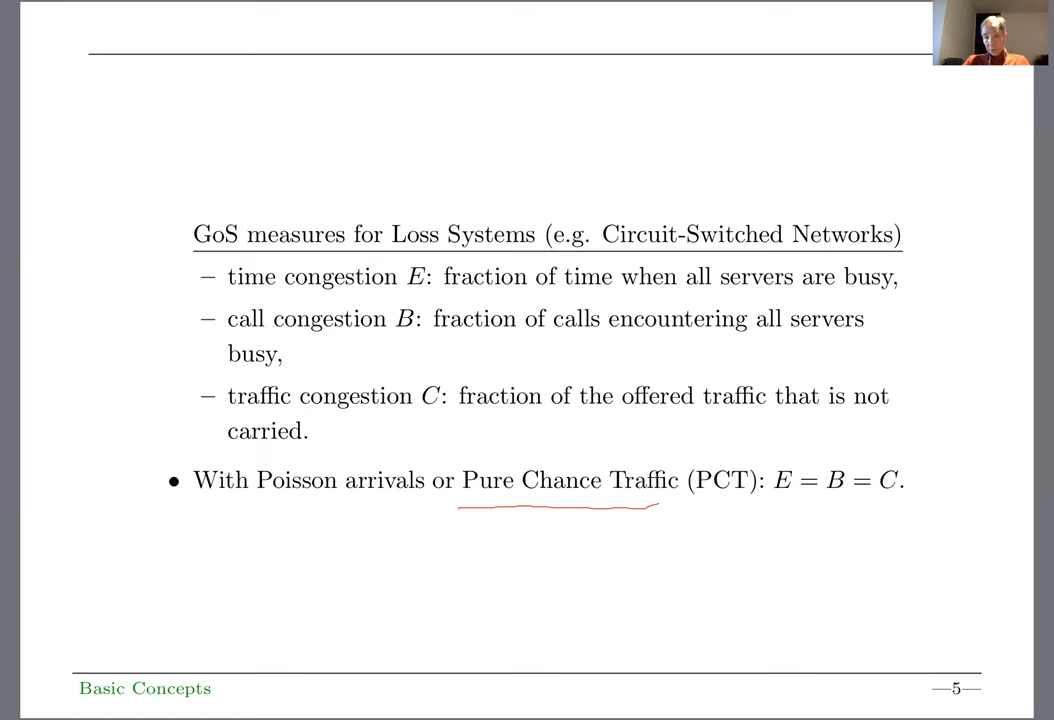 GoS measures for Loss Systems (e.g. Circuit-Switched Networks)
– time congestion E: fraction of time when all servers are busy,
– call congestion B: fraction of calls encountering all servers
busy,
– traffic congestion C: fraction of the offered traffic that is not
carried.
• With Poisson arrivals or Pure Chance Traffic (PCT): E = B = C.
Basic Concepts
—5—